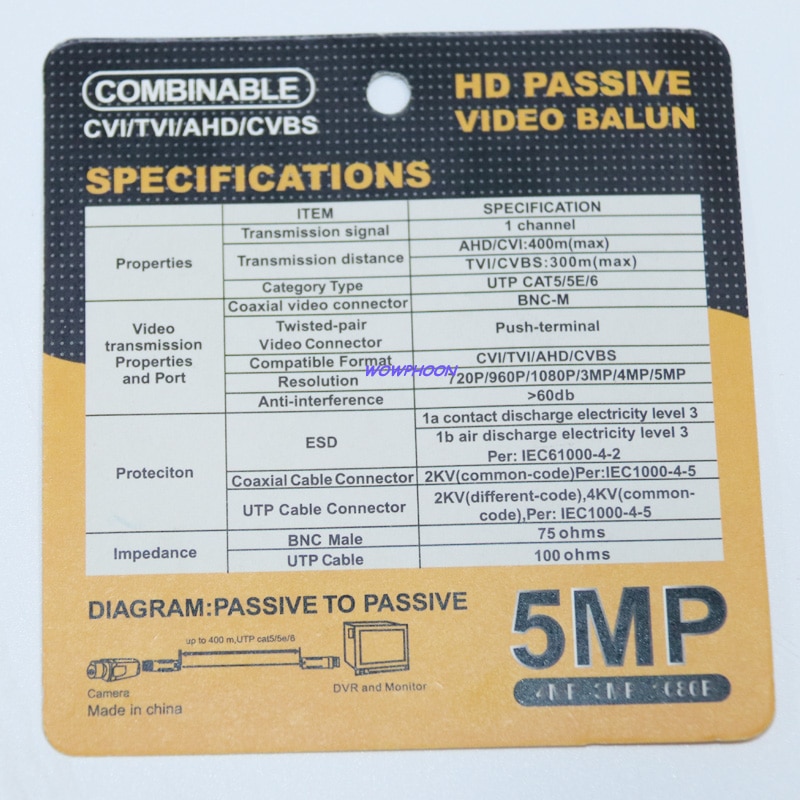 COMBINABLE
CVI/TVI/AHD/CVBS
HD PASSIVE
VIDEO BALUN
SPECIFICATIONS
ITEM SPECIFICATION
Properties
Transmission signal 1 channel
Transmission distance AHD/CVI:400m(max)
TVI/CVBS:300m(max)
Category Type UTP CAT5/5E/6
Video
transmission
Properties
and Port
Coaxial video connector BNC-M
Twisted-pair
Video Connector
Push-terminal
Compatible Format CVI/TVI/AHD/CVBS
WOWPHOON
Resolution 720P/960P/1080P/3MP/4MP/5MP
Anti-interference >60db
Proteciton
ESD
1a contact discharge electricity level 3
1b air discharge electricity level 3
Per: IEC61000-4-2
Coaxial Cable Connector 2KV(common-code)Per:IEC1000-4-5
UTP Cable Connector
2KV(different-code),4KV(common-
code),Per: IEC1000-4-5
Impedance
BNC Male 75 ohms
UTP Cable 100 ohms
DIAGRAM:PASSIVE TO PASSIVE
up to 400 m,UTP cat5/5e/6
Camera
DVR and Monitor
Made in china
5MP